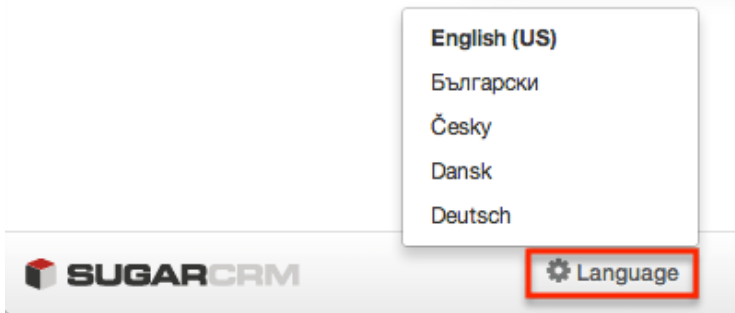 English (US)
Български
Česky
Dansk
Deutsch
SUGARCRM
Language